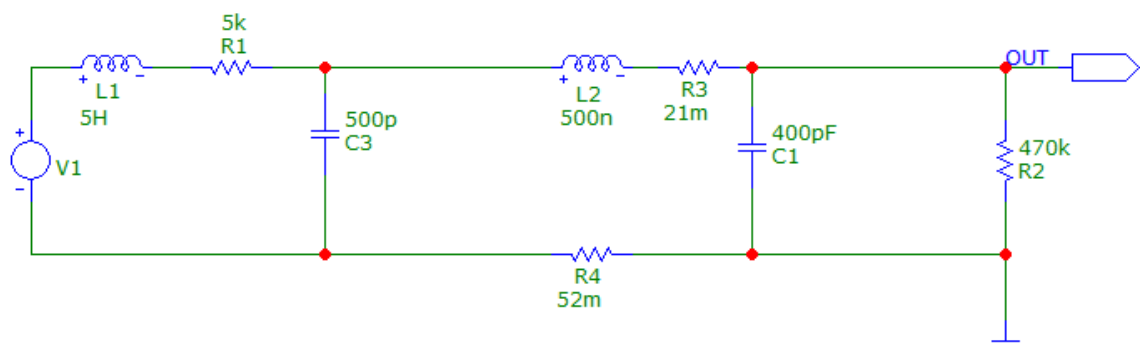 5k
R1
L1
5H
500p
C3
L2
500n
R3
21m
OUT
400pF
C1
470k
R2
V1
R4
52m